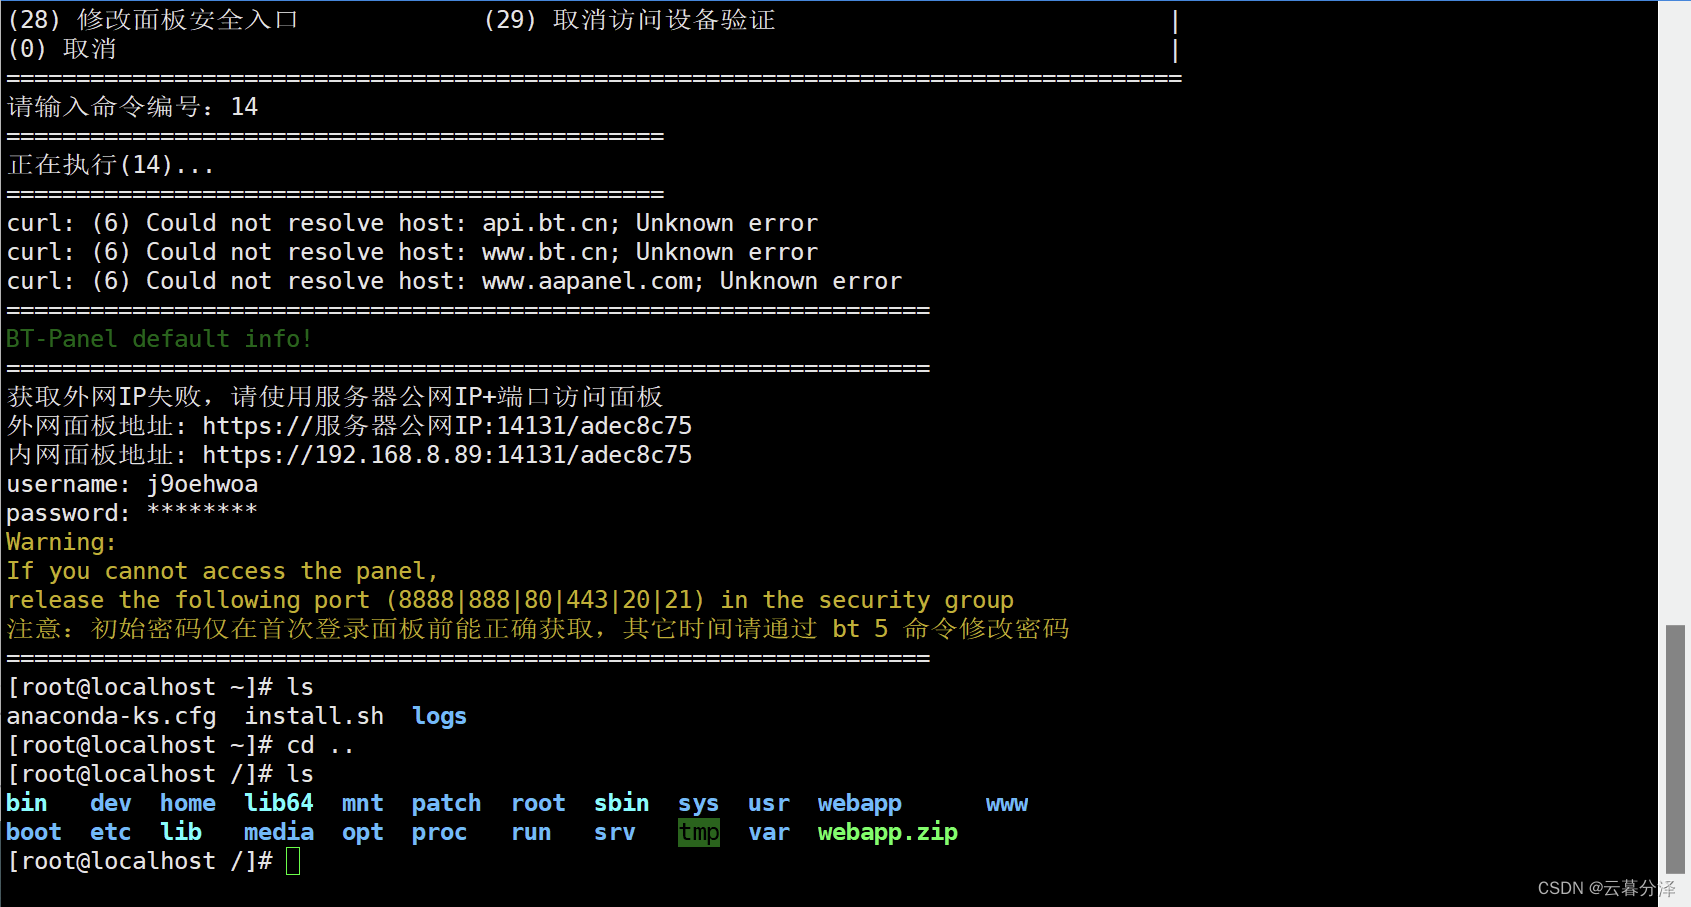 (28) 修改面板安全入口 (29) 取消访问设备验证 |
(0) 取消 |
====================================================================================
请输入命令编号：14
===============================================
正在执行(14)...
===============================================
curl: (6) Could not resolve host: api.bt.cn; Unknown error
curl: (6) Could not resolve host: www.bt.cn; Unknown error
curl: (6) Could not resolve host: www.aapanel.com; Unknown error
==================================================================
BT-Panel default info!
==================================================================
获取外网IP失败，请使用服务器公网IP+端口访问面板
外网面板地址: https://服务器公网IP:14131/adec8c75
内网面板地址: https://192.168.8.89:14131/adec8c75
username: j9oehwoa
password: ********
Warning:
If you cannot access the panel,
release the following port (8888|888|80|443|20|21) in the security group
注意：初始密码仅在首次登录面板前能正确获取，其它时间请通过 bt 5 命令修改密码
==================================================================
[root@localhost ~]# ls
anaconda-ks.cfg install.sh logs
[root@localhost ~]# cd ..
[root@localhost /]# ls
bin dev home lib64 mnt patch root sbin sys usr webapp www
boot etc lib media opt proc run srv tmp var webapp.zip
[root@localhost /]#
CSDN @云暮分泽